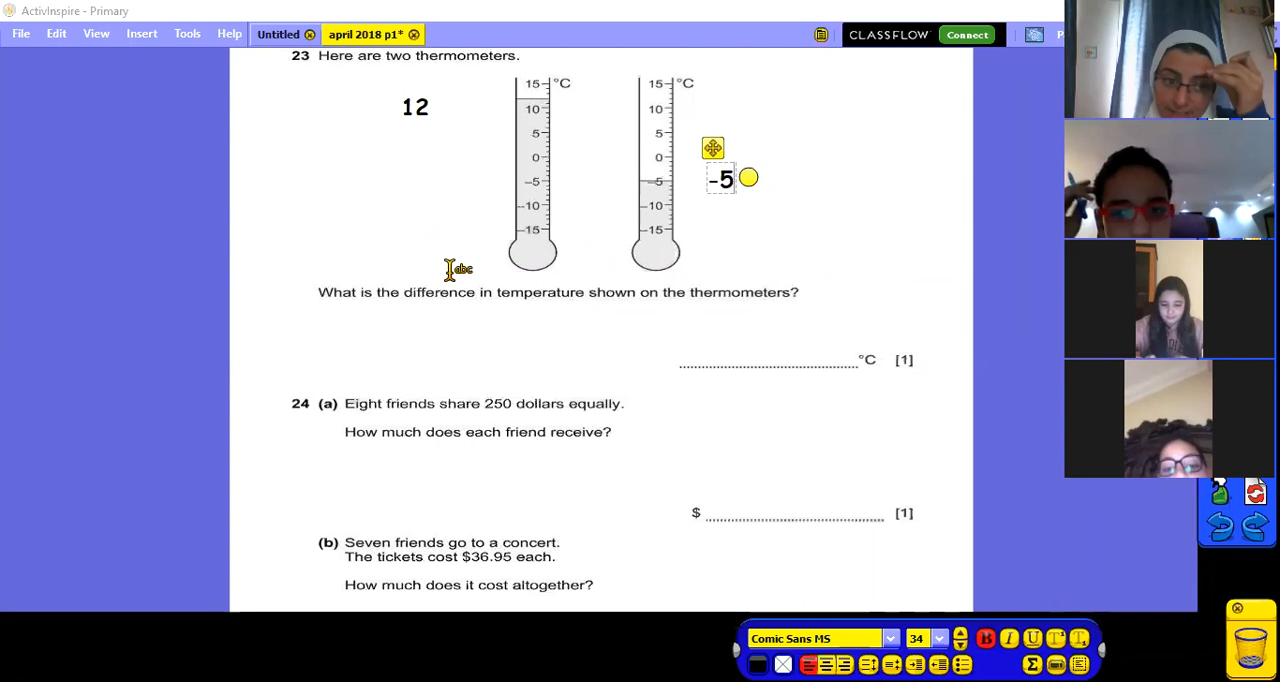 ActivInspire - Primary
File Edit View Insert Tools Help Untitled april 2018 p1* CLASSFLOW Connect
23 Here are two thermometers.
15 °C 15 °C
12
10 10
5 5
0 0
-5 -5 -5
-10 -10
-15 -15
abc
What is the difference in temperature shown on the thermometers?
°C [1]
24 (a) Eight friends share 250 dollars equally.
How much does each friend receive?
$ [1]
(b) Seven friends go to a concert.
The tickets cost $36.95 each.
How much does it cost altogether?
Comic Sans MS 34 B I U